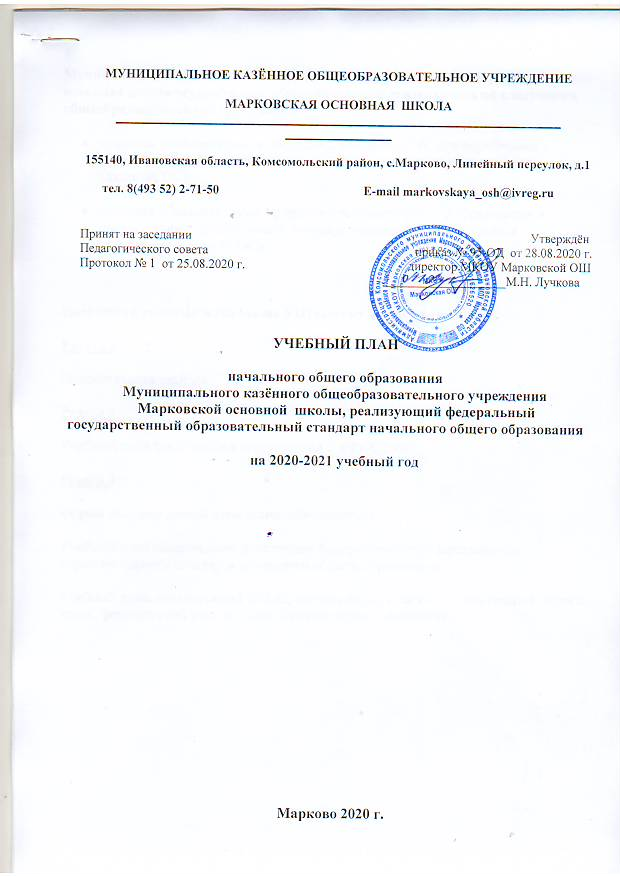 МУНИЦИПАЛЬНОЕ КАЗЁННОЕ ОБЩЕОБРАЗОВАТЕЛЬНОЕ УЧРЕЖДЕНИЕ
МАРКОВСКАЯ ОСНОВНАЯ ШКОЛА
155140, Ивановская область, Комсомольский район, с.Марково, Линейный переулок, д.1
тел. 8(493 52) 2-71-50 E-mail markovskaya_osh@ivreg.ru
Принят на заседании Утверждён
Педагогического совета приказ ОД от 28.08.2020 г.
Протокол № 1 от 25.08.2020 г. директор МКОУ Марковской ОШ
М.Н. Лучкова
УЧЕБНЫЙ ПЛАН
начального общего образования
Муниципального казённого общеобразовательного учреждения
Марковской основной школы, реализующий федеральный
государственный образовательный стандарт начального общего образования
на 2020-2021 учебный год
Марково 2020 г.